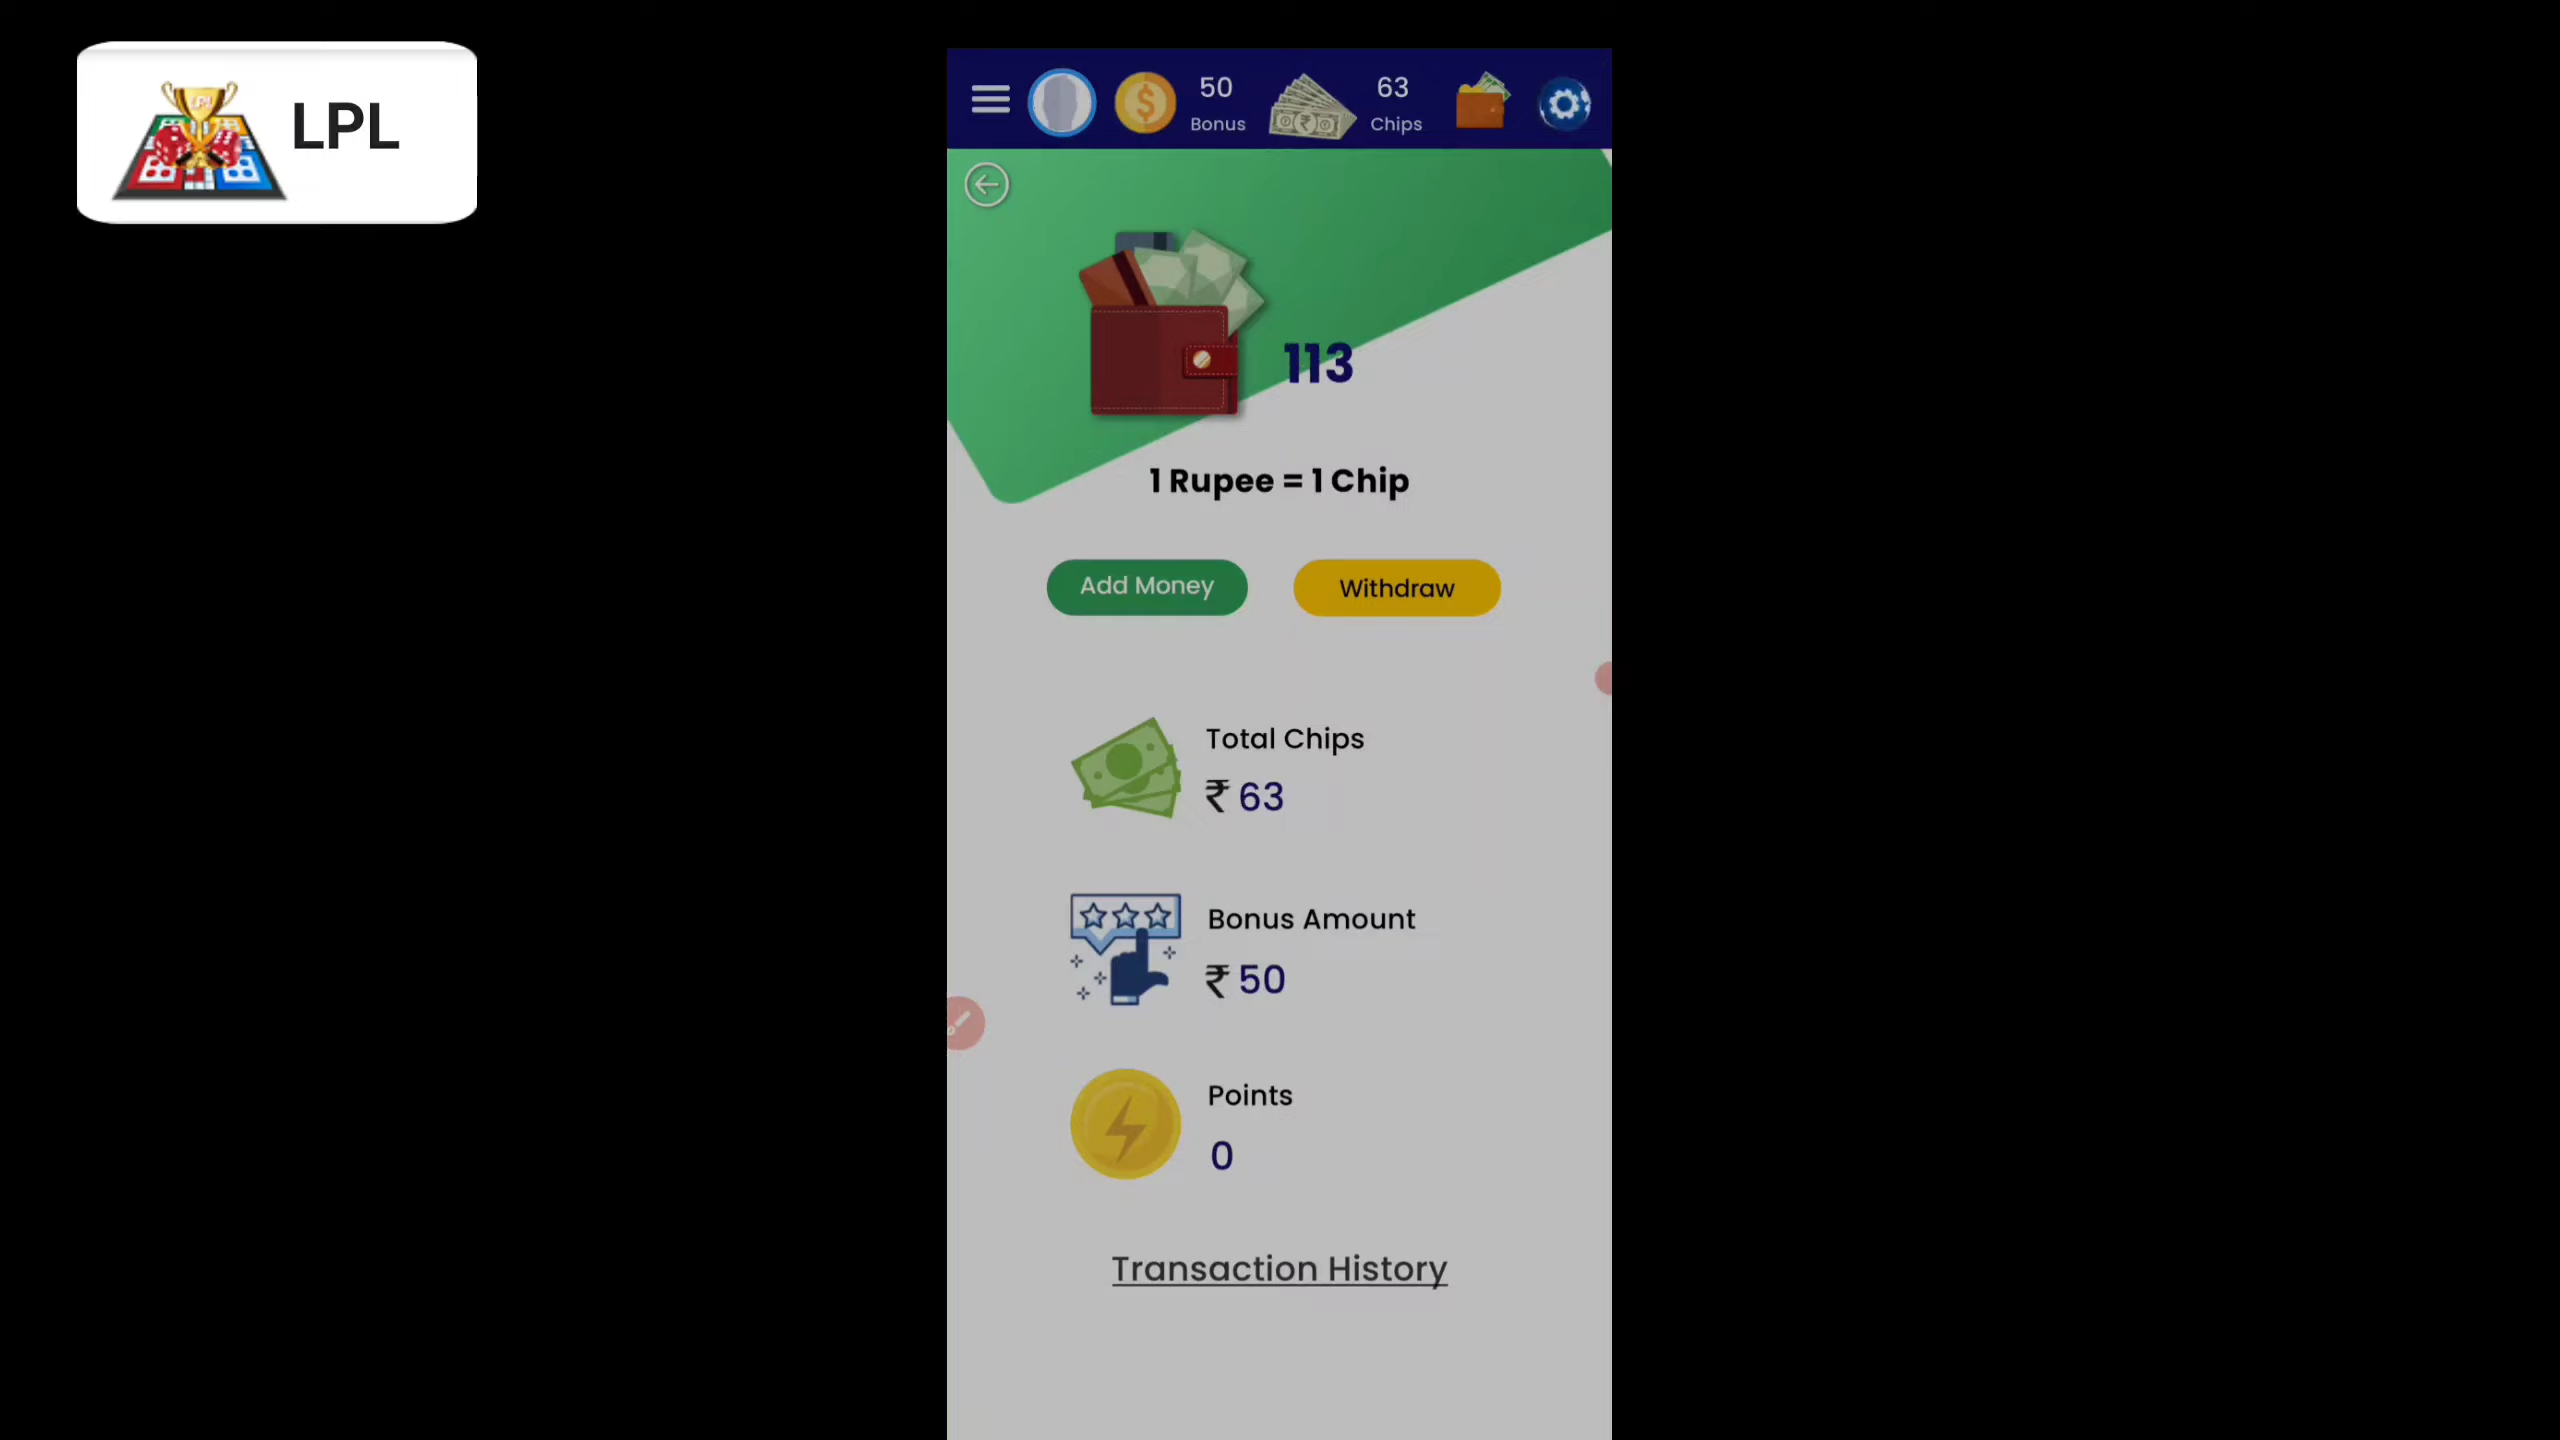 LPL
50
Bonus
63
Chips
113
1 Rupee = 1 Chip
Add Money
Withdraw
Total Chips
₹ 63
Bonus Amount
₹ 50
Points
0
Transaction History